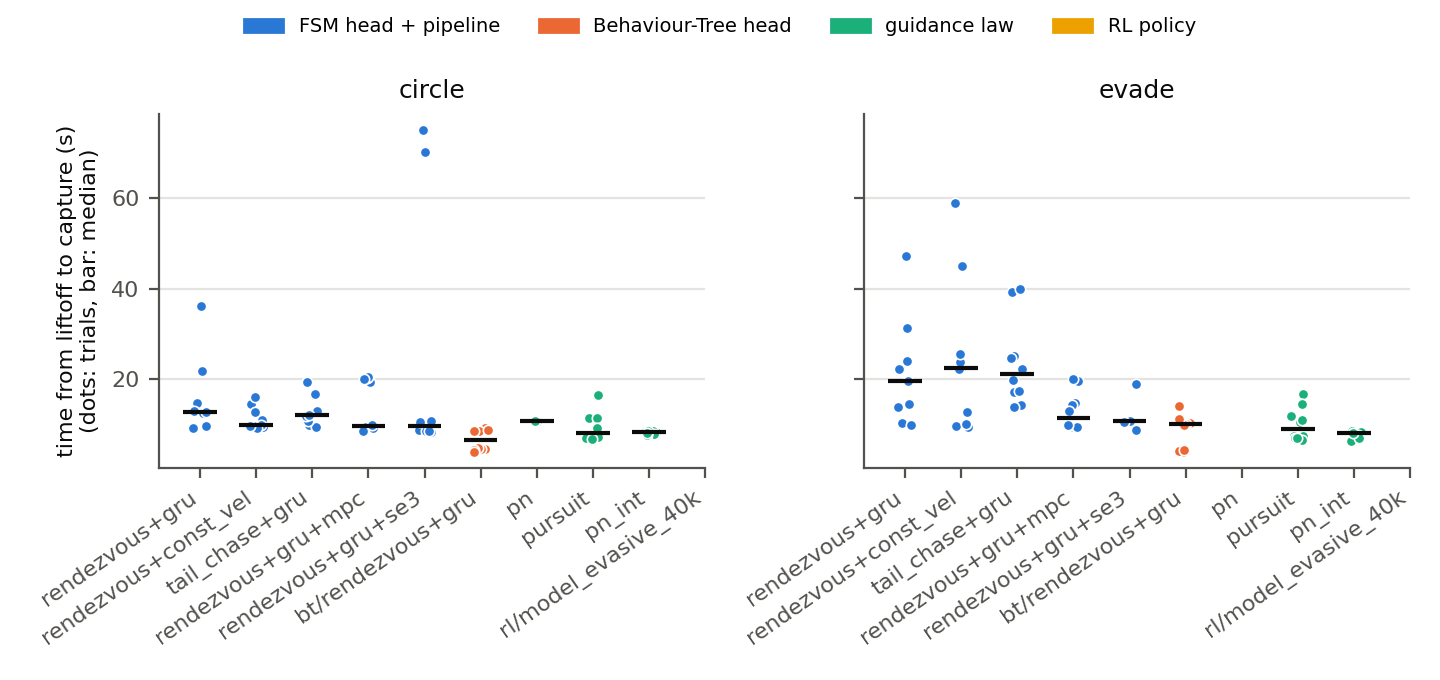 FSM head + pipeline
Behaviour-Tree head
guidance law
RL policy
circle
evade
time from liftoff to capture (s)
(dots: trials, bar: median)
60
40
20
rendezvous+gru
rendezvous+const_vel
tail_chase+gru
rendezvous+gru+mpc
rendezvous+gru+se3
bt/rendezvous+gru
pn
pursuit
pn_int
rl/model_evasive_40k
rendezvous+gru
rendezvous+const_vel
tail_chase+gru
rendezvous+gru+mpc
rendezvous+gru+se3
bt/rendezvous+gru
pn
pursuit
pn_int
rl/model_evasive_40k